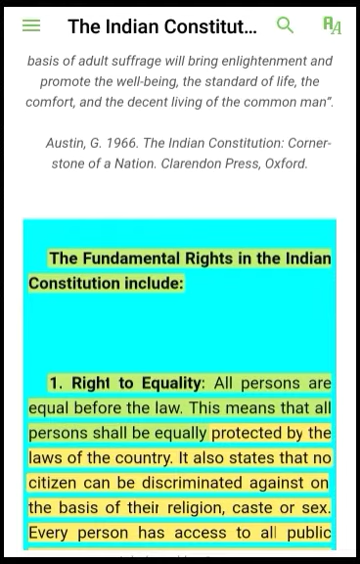 The Indian Constitut...
basis of adult suffrage will bring enlightenment and
promote the well-being, the standard of life, the
comfort, and the decent living of the common man”.
Austin, G. 1966. The Indian Constitution: Corner-
stone of a Nation. Clarendon Press, Oxford.
The Fundamental Rights in the Indian
Constitution include:
1. Right to Equality: All persons are
equal before the law. This means that all
persons shall be equally protected by the
laws of the country. It also states that no
citizen can be discriminated against on
the basis of their religion, caste or sex.
Every person has access to all public